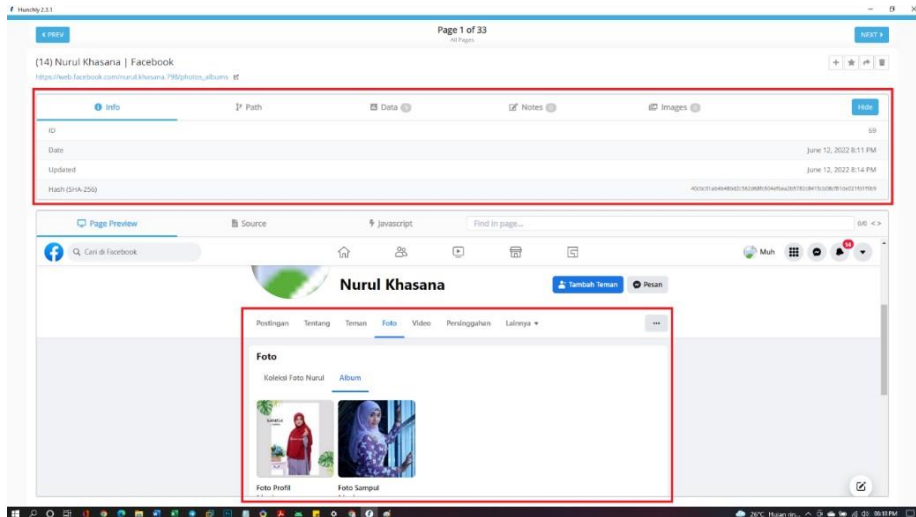 Hunchly 2.3.1
PREV
Page 1 of 33
All Pages
NEXT
(14) Nurul Khasana | Facebook
https://web.facebook.com/nurul.khasana.798/photos_albums
Info Path Data Notes Images Hide
ID 59
Date June 12, 2022 8:11 PM
Updated June 12, 2022 8:14 PM
Hash (SHA-256)
Page Preview Source Javascript Find in page... 0/0 < >
Cari di Facebook Muh
Nurul Khasana Tambah Teman Pesan
Postingan Tentang Teman Foto Video Persinggahan Lainnya
Foto
Koleksi Foto Nurul Album
Foto Profil Foto Sampul
26°C